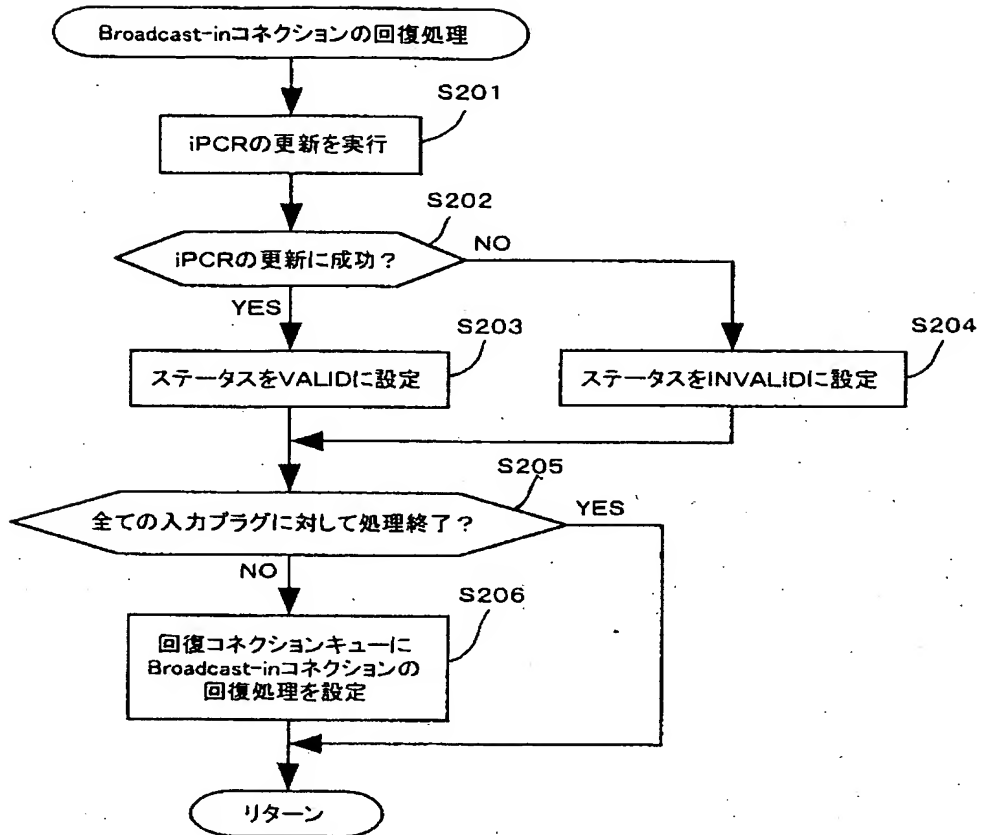 Broadcast-inコネクションの回復処理
S201
iPCRの更新を実行
S202
iPCRの更新に成功?
NO
YES
S203
ステータスをVALIDに設定
S204
ステータスをINVALIDに設定
S205
全ての入力プラグに対して処理終了?
YES
NO
S206
回復コネクションキューに
Broadcast-inコネクションの
回復処理を設定
リターン